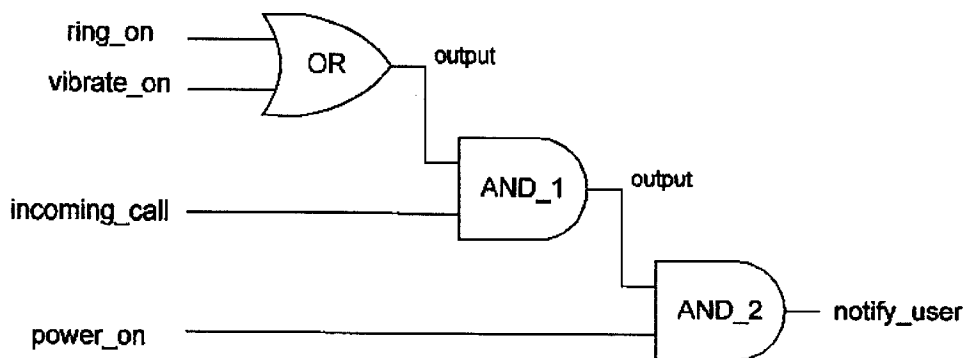 ring_on
OR
output
vibrate_on
AND_1
output
incoming_call
AND_2
notify_user
power_on